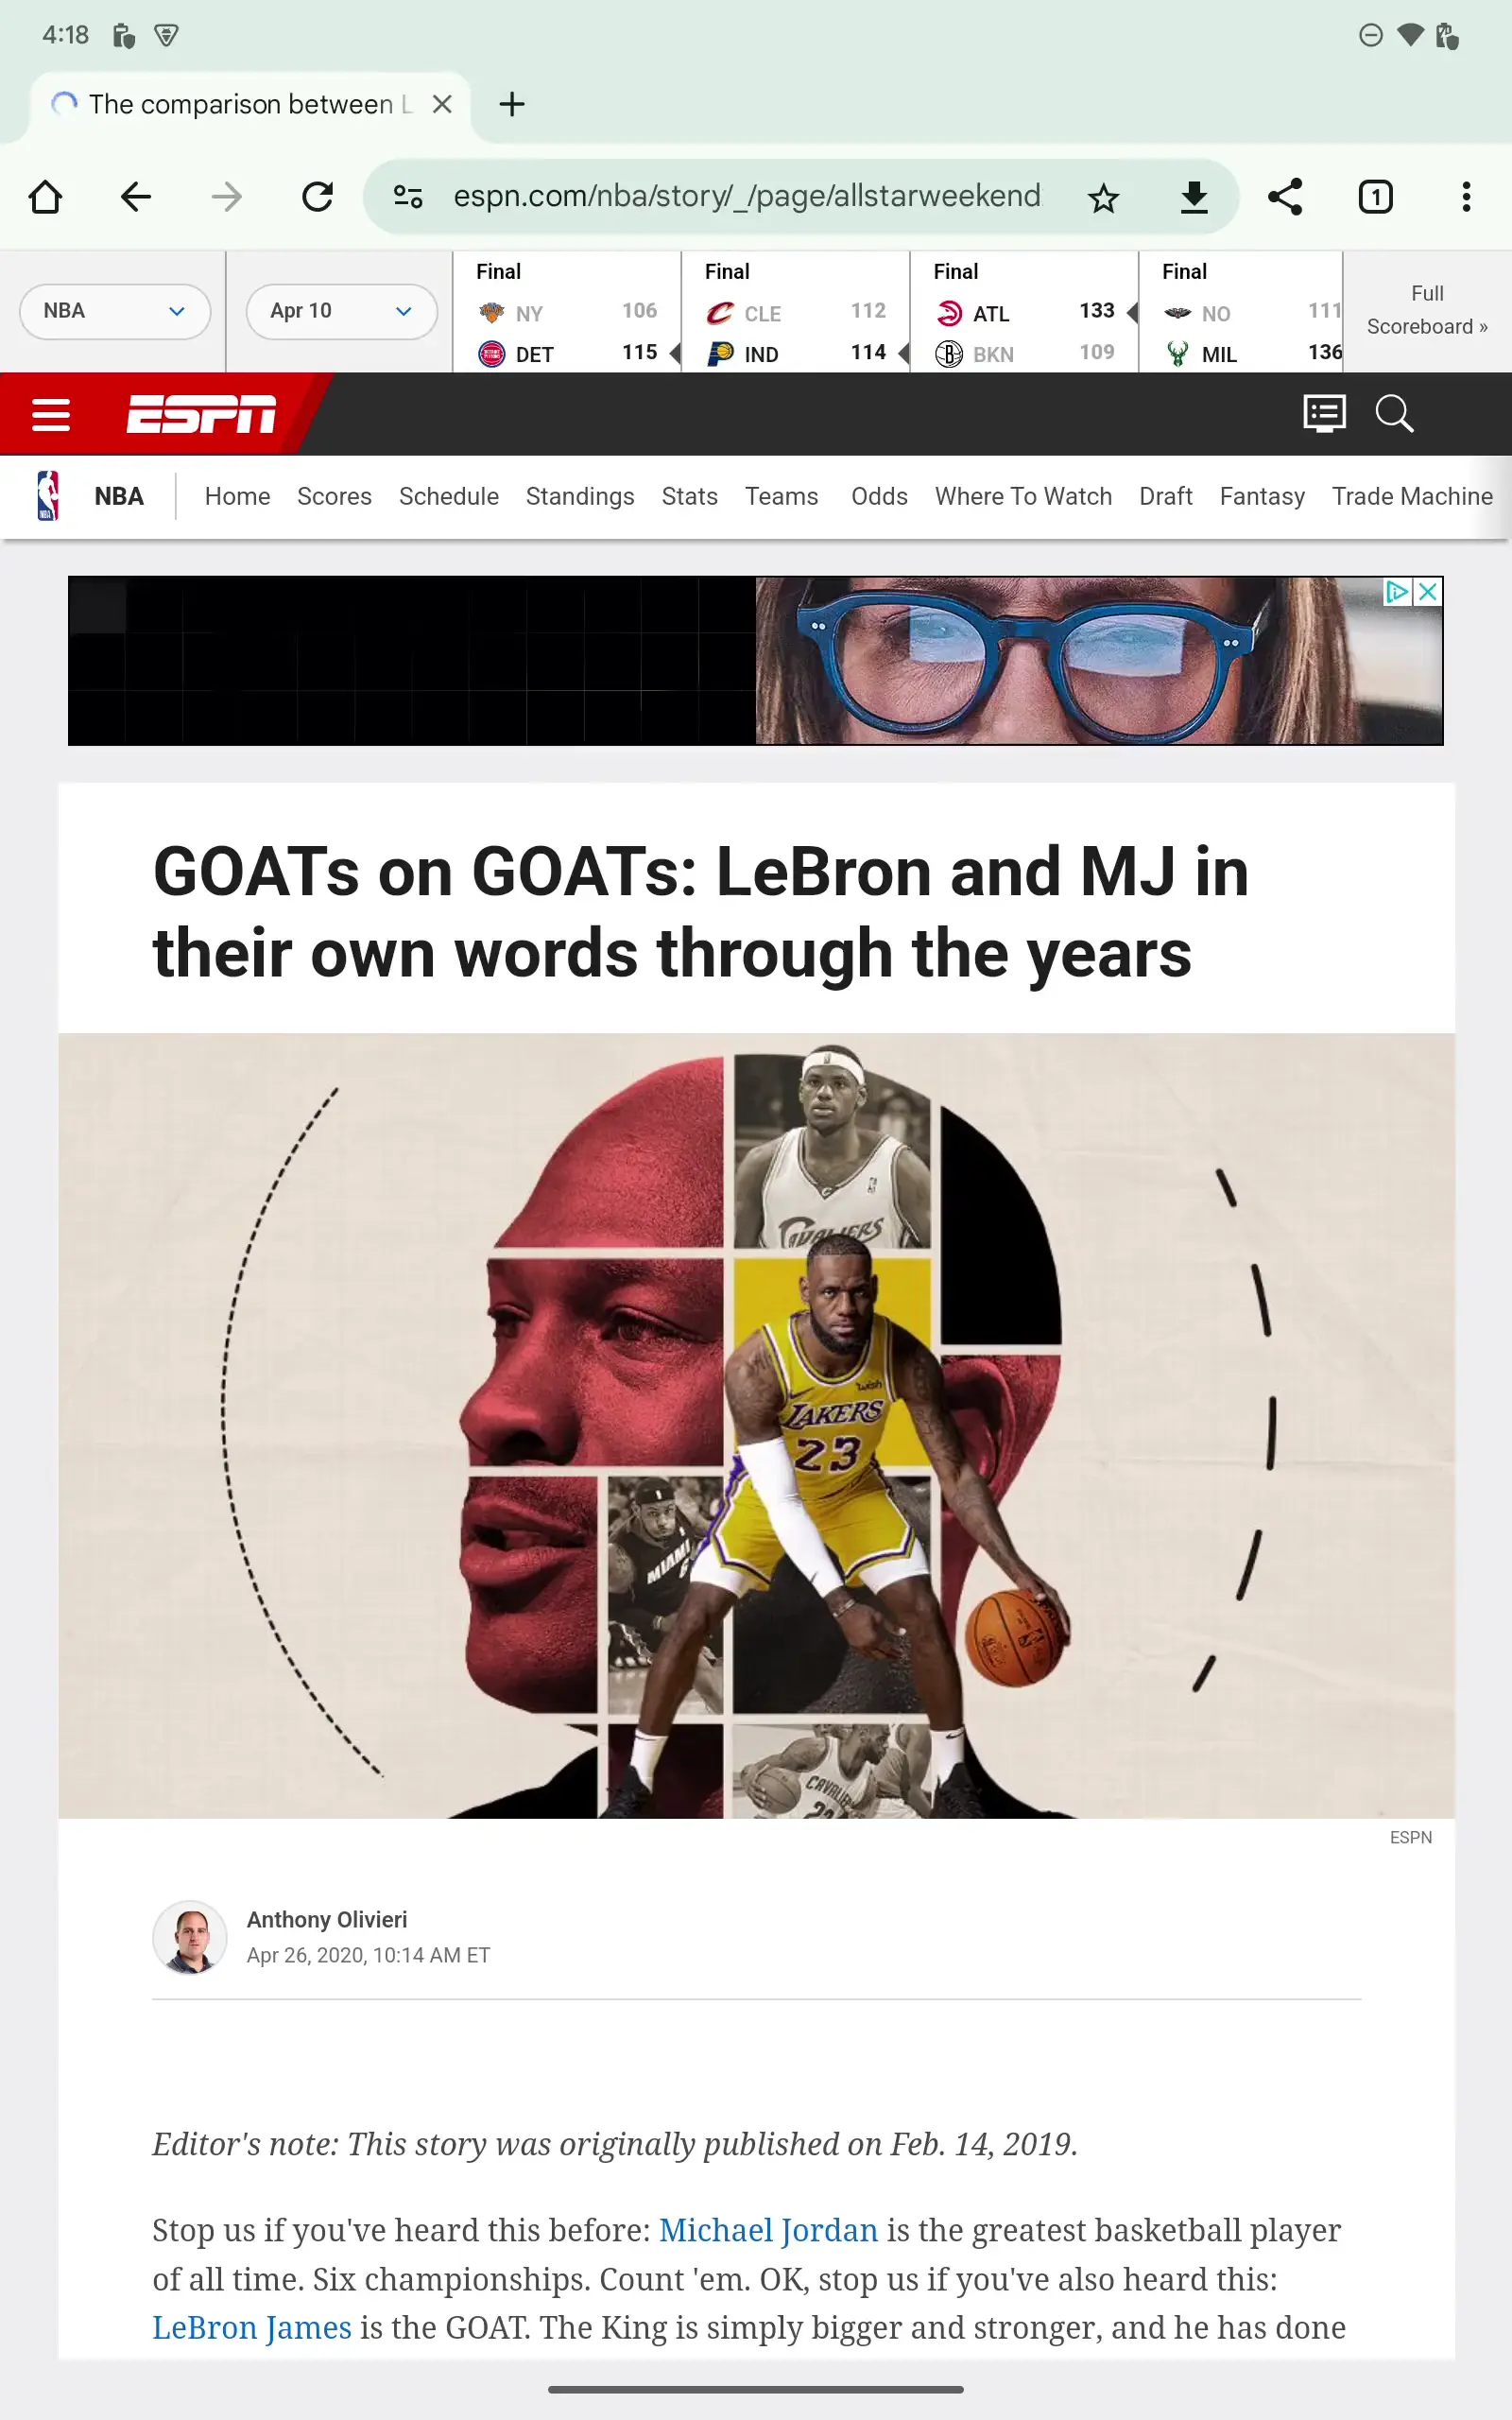 4:18
The comparison between L
espn.com/nba/story/_/page/allstarweekend
1
NBA
Apr 10
Final
NY 106
DET 115
Final
CLE 112
IND 114
Final
ATL 133
BKN 109
Final
NO 111
MIL 136
Full
Scoreboard »
ESPN
NBA Home Scores Schedule Standings Stats Teams Odds Where To Watch Draft Fantasy Trade Machine
GOATs on GOATs: LeBron and MJ in
their own words through the years
CAVALIERS
wish
LAKERS
23
MIAMI
6
CAVALIERS
23
ESPN
Anthony Olivieri
Apr 26, 2020, 10:14 AM ET
Editor's note: This story was originally published on Feb. 14, 2019.
Stop us if you've heard this before: Michael Jordan is the greatest basketball player
of all time. Six championships. Count 'em. OK, stop us if you've also heard this:
LeBron James is the GOAT. The King is simply bigger and stronger, and he has done